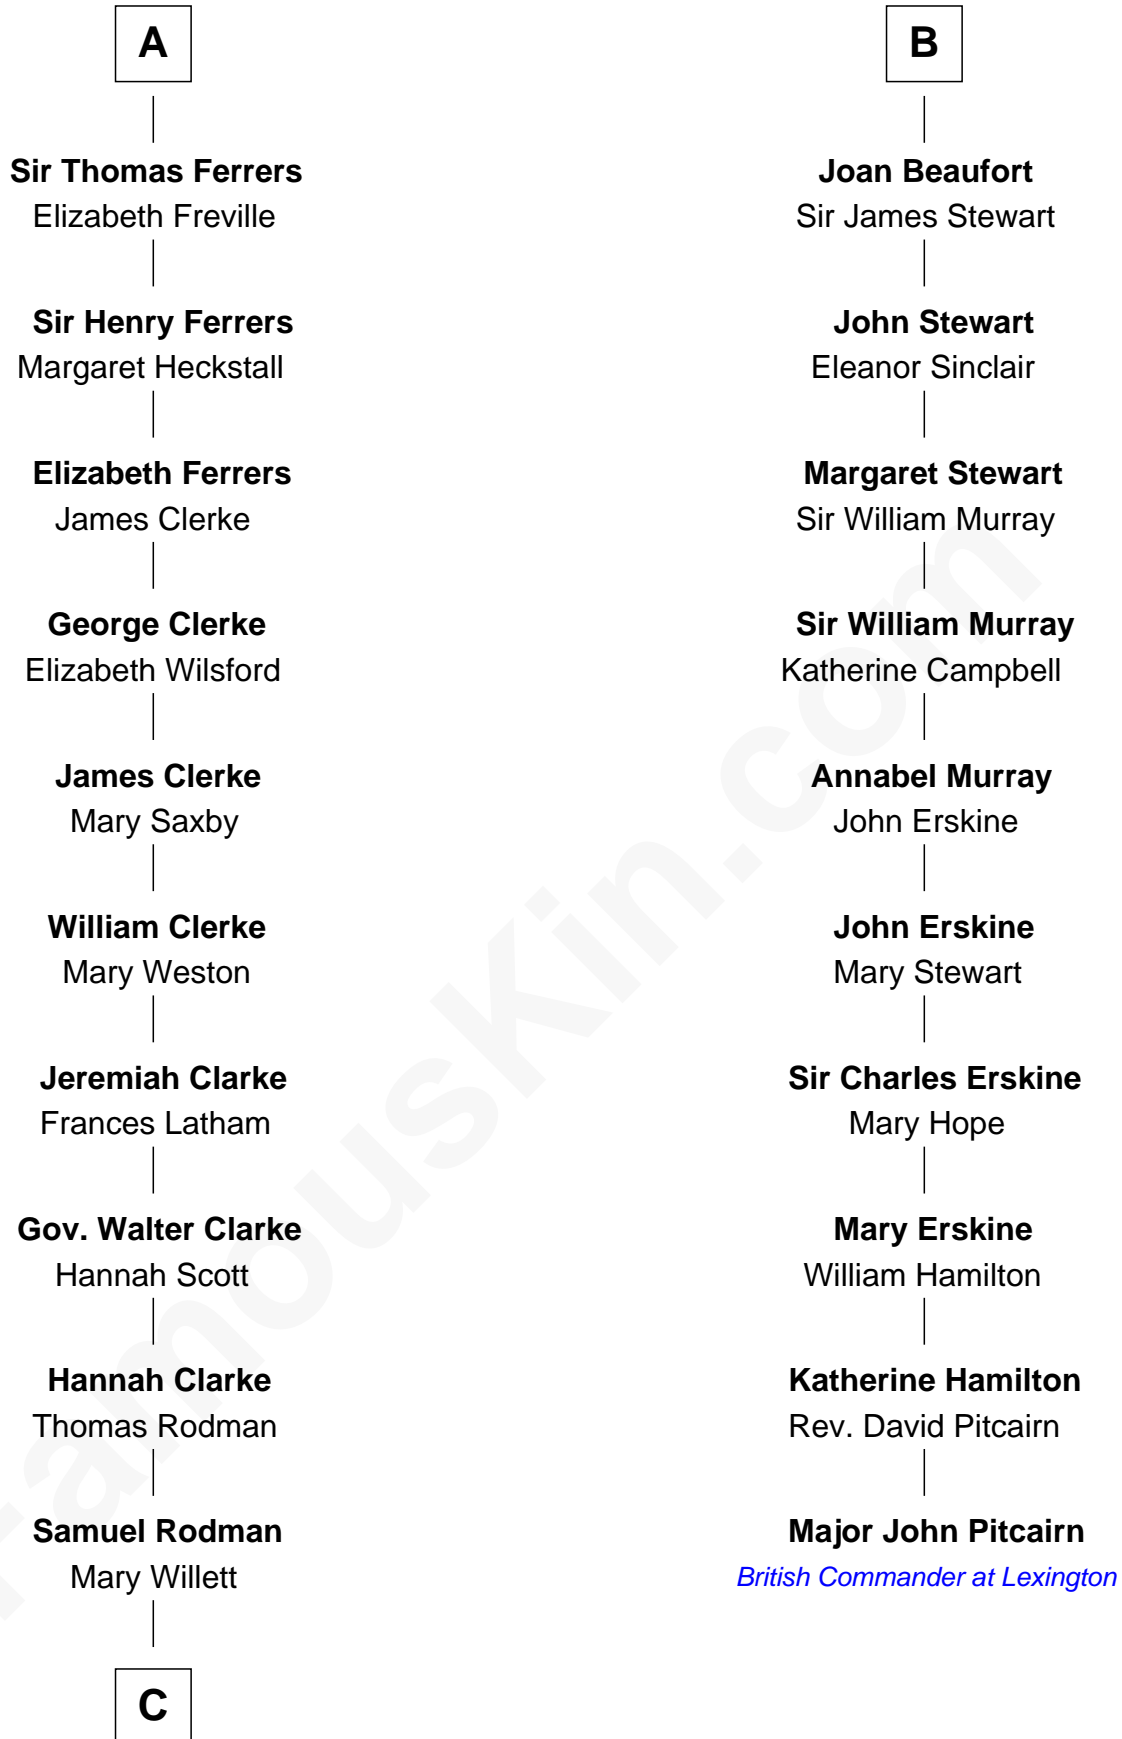 A
Sir Thomas Ferrers
Elizabeth Freville
Sir Henry Ferrers
Margaret Heckstall
Elizabeth Ferrers
James Clerke
George Clerke
Elizabeth Wilsford
James Clerke
Mary Saxby
William Clerke
Mary Weston
Jeremiah Clarke
Frances Latham
Gov. Walter Clarke
Hannah Scott
Hannah Clarke
Thomas Rodman
Samuel Rodman
Mary Willett
C
B
Joan Beaufort
Sir James Stewart
John Stewart
Eleanor Sinclair
Margaret Stewart
Sir William Murray
Sir William Murray
Katherine Campbell
Annabel Murray
John Erskine
John Erskine
Mary Stewart
Sir Charles Erskine
Mary Hope
Mary Erskine
William Hamilton
Katherine Hamilton
Rev. David Pitcairn
Major John Pitcairn
British Commander at Lexington
FamousKin.com